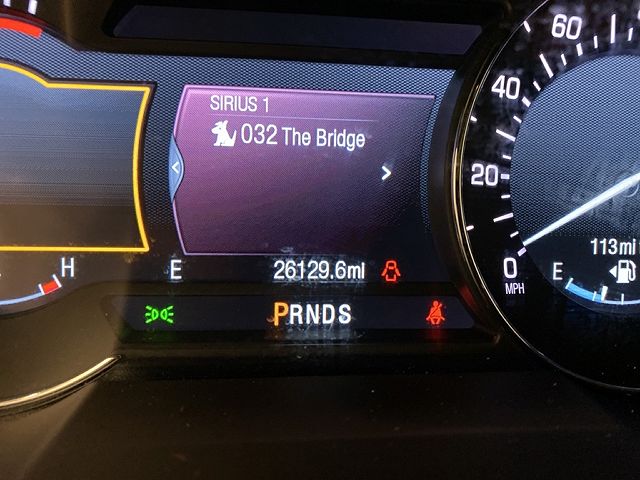 SIRIUS 1
032 The Bridge
60
40
20
0
MPH
H
E
26129.6mi
113mi
E
PRNDS